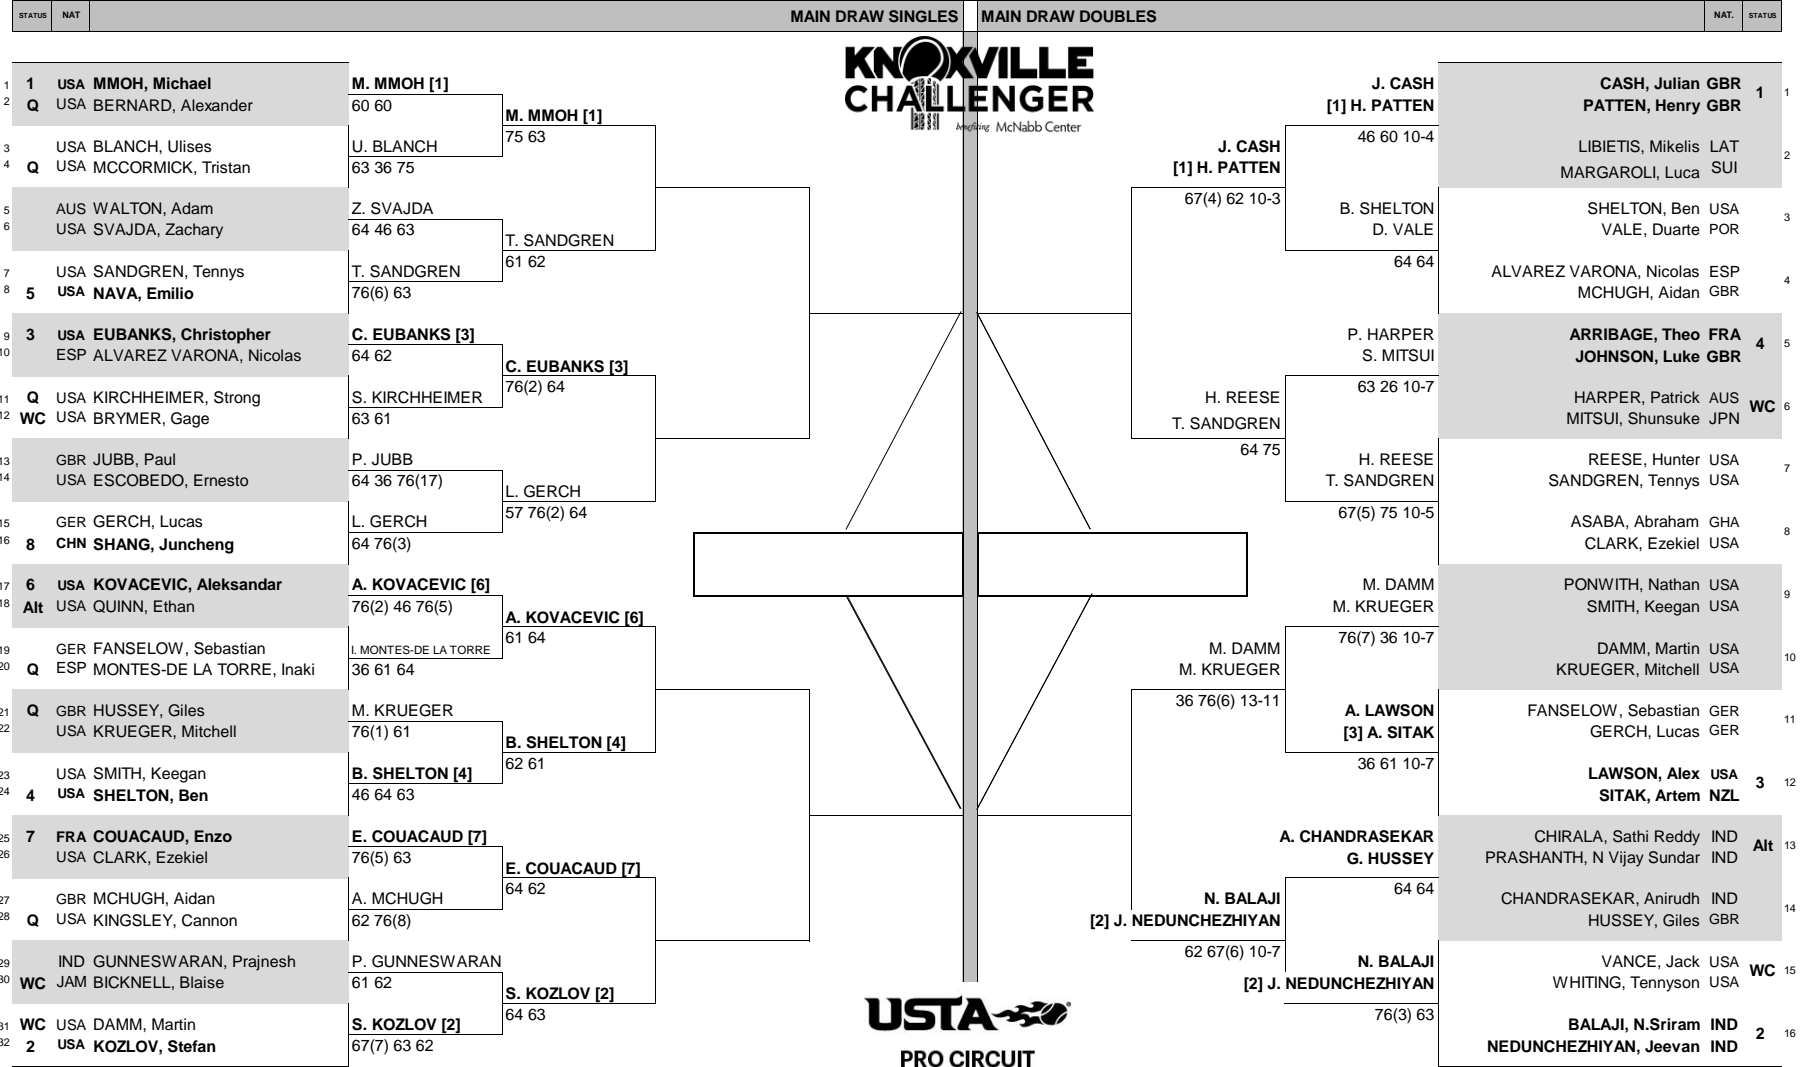 STATUS NAT MAIN DRAW SINGLES MAIN DRAW DOUBLES NAT. STATUS
KNOXVILLE
CHALLENGER
benefiting McNabb Center
1 1 USA MMOH, Michael M. MMOH [1]
2 Q USA BERNARD, Alexander 60 60
M. MMOH [1]
75 63
3 USA BLANCH, Ulises U. BLANCH
4 Q USA MCCORMICK, Tristan 63 36 75
5 AUS WALTON, Adam Z. SVAJDA
6 USA SVAJDA, Zachary 64 46 63
T. SANDGREN
61 62
7 USA SANDGREN, Tennys T. SANDGREN
8 5 USA NAVA, Emilio 76(6) 63
9 3 USA EUBANKS, Christopher C. EUBANKS [3]
10 ESP ALVAREZ VARONA, Nicolas 64 62
C. EUBANKS [3]
76(2) 64
11 Q USA KIRCHHEIMER, Strong S. KIRCHHEIMER
12 WC USA BRYMER, Gage 63 61
13 GBR JUBB, Paul P. JUBB
14 USA ESCOBEDO, Ernesto 64 36 76(17)
L. GERCH
57 76(2) 64
15 GER GERCH, Lucas L. GERCH
16 8 CHN SHANG, Juncheng 64 76(3)
17 6 USA KOVACEVIC, Aleksandar A. KOVACEVIC [6]
18 Alt USA QUINN, Ethan 76(2) 46 76(5)
A. KOVACEVIC [6]
61 64
19 GER FANSELOW, Sebastian I. MONTES-DE LA TORRE
20 Q ESP MONTES-DE LA TORRE, Inaki 36 61 64
21 Q GBR HUSSEY, Giles M. KRUEGER
22 USA KRUEGER, Mitchell 76(1) 61
B. SHELTON [4]
62 61
23 USA SMITH, Keegan B. SHELTON [4]
24 4 USA SHELTON, Ben 46 64 63
25 7 FRA COUACAUD, Enzo E. COUACAUD [7]
26 USA CLARK, Ezekiel 76(5) 63
E. COUACAUD [7]
64 62
27 GBR MCHUGH, Aidan A. MCHUGH
28 Q USA KINGSLEY, Cannon 62 76(8)
29 IND GUNNESWARAN, Prajnesh P. GUNNESWARAN
30 WC JAM BICKNELL, Blaise 61 62
S. KOZLOV [2]
64 63
31 WC USA DAMM, Martin S. KOZLOV [2]
32 2 USA KOZLOV, Stefan 67(7) 63 62
J. CASH CASH, Julian GBR 1 1
[1] H. PATTEN PATTEN, Henry GBR
46 60 10-4
J. CASH LIBIETIS, Mikelis LAT 2
[1] H. PATTEN MARGAROLI, Luca SUI
67(4) 62 10-3
B. SHELTON SHELTON, Ben USA 3
D. VALE VALE, Duarte POR
64 64
ALVAREZ VARONA, Nicolas ESP 4
MCHUGH, Aidan GBR
P. HARPER ARRIBAGE, Theo FRA 4 5
S. MITSUI JOHNSON, Luke GBR
63 26 10-7
H. REESE HARPER, Patrick AUS WC 6
T. SANDGREN MITSUI, Shunsuke JPN
64 75
H. REESE REESE, Hunter USA 7
T. SANDGREN SANDGREN, Tennys USA
67(5) 75 10-5
ASABA, Abraham GHA 8
CLARK, Ezekiel USA
M. DAMM PONWITH, Nathan USA 9
M. KRUEGER SMITH, Keegan USA
76(7) 36 10-7
M. DAMM DAMM, Martin USA 10
M. KRUEGER KRUEGER, Mitchell USA
36 76(6) 13-11
A. LAWSON FANSELOW, Sebastian GER 11
[3] A. SITAK GERCH, Lucas GER
36 61 10-7
LAWSON, Alex USA 3 12
SITAK, Artem NZL
A. CHANDRASEKAR CHIRALA, Sathi Reddy IND Alt 13
G. HUSSEY PRASHANTH, N Vijay Sundar IND
64 64
N. BALAJI CHANDRASEKAR, Anirudh IND 14
[2] J. NEDUNCHEZHIYAN HUSSEY, Giles GBR
62 67(6) 10-7
N. BALAJI VANCE, Jack USA WC 15
[2] J. NEDUNCHEZHIYAN WHITING, Tennyson USA
76(3) 63
BALAJI, N.Sriram IND 2 16
NEDUNCHEZHIYAN, Jeevan IND
USTA
PRO CIRCUIT